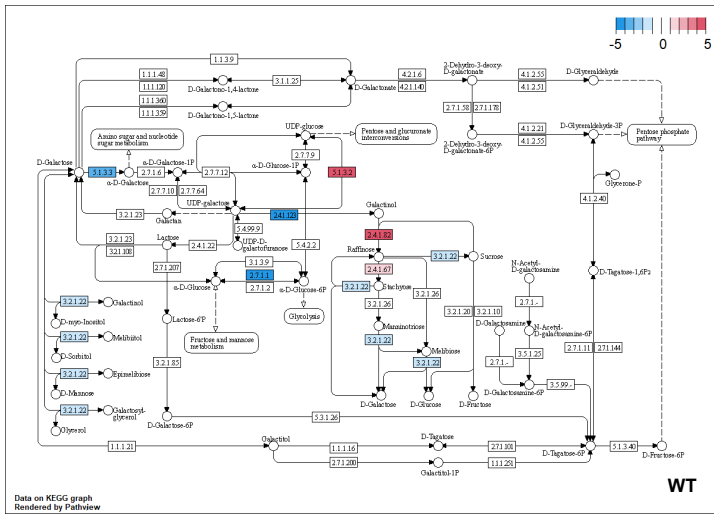 -5 0 5
1.1.3.9
1.1.1.48
1.1.1.120
D-Galactono-1,4-lactone
3.1.1.25
D-Galactonate
4.2.1.6
4.2.1.140
2-Dehydro-3-deoxy-
D-galactonate
4.1.2.55
4.1.2.51
D-Glyceraldehyde
1.1.1.360
1.1.1.359
D-Galactono-1,5-lactone
2.7.1.58
2.7.1.178
Amino sugar and nucleotide
sugar metabolism
UDP-glucose
Pentose and glucuronate
interconversions
2-Dehydro-3-deoxy-
D-galactonate-6P
4.1.2.21
4.1.2.55
D-Glyceraldehyde-3P
Pentose phosphate
pathway
2.7.7.9
D-Galactose
5.1.3.3
α-D-Galactose
2.7.1.6
α-D-Galactose-1P
2.7.7.12
α-D-Glucose-1P
5.1.3.2
Glycerone-P
2.7.7.10
2.7.7.64
4.1.2.40
UDP-galactose
3.2.1.23
Galactan
2.4.1.123
Galactinol
5.4.99.9
UDP-D-
galactofuranose
5.4.2.2
2.4.1.82
Lactose
3.2.1.23
3.2.1.108
2.4.1.22
Raffinose
3.2.1.22
Sucrose
2.7.1.207
3.1.3.9
2.4.1.67
N-Acetyl-
D-galactosamine
D-Tagatose-1,6P2
α-D-Glucose
2.7.1.1
2.7.1.2
α-D-Glucose-6P
3.2.1.22
Stachyose
3.2.1.26
3.2.1.26
3.2.1.20
3.2.1.10
2.7.1.-
3.2.1.22
Galactinol
D-myo-Inositol
Lactose-6'P
Glycolysis
Manninotriose
D-Galactosamine
N-Acetyl-
D-galactosamine-6P
3.2.1.22
Melibiitol
D-Sorbitol
Fructose and mannose
metabolism
3.2.1.22
Melibiose
3.2.1.22
2.7.1.-
3.5.1.25
2.7.1.11
2.7.1.144
3.2.1.22
Epimelibiose
D-Mannose
3.2.1.85
3.5.99.-
D-Galactosamine-6P
D-Galactose
D-Glucose
D-Fructose
3.2.1.22
Galactosyl-
glycerol
Glycerol
D-Galactose-6P
5.3.1.26
1.1.1.21
Galactitol
1.1.1.16
D-Tagatose
2.7.1.101
D-Tagatose-6P
5.1.3.40
D-Fructose-6P
2.7.1.200
Galactitol-1P
1.1.1.251
WT
Data on KEGG graph
Rendered by Pathview